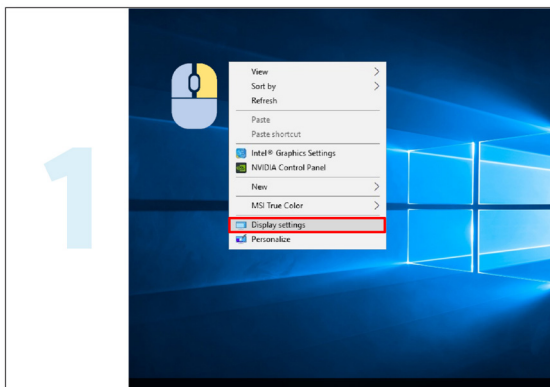 1
View
Sort by
Refresh
Paste
Paste shortcut
Intel® Graphics Settings
NVIDIA Control Panel
New
MSI True Color
Display settings
Personalize